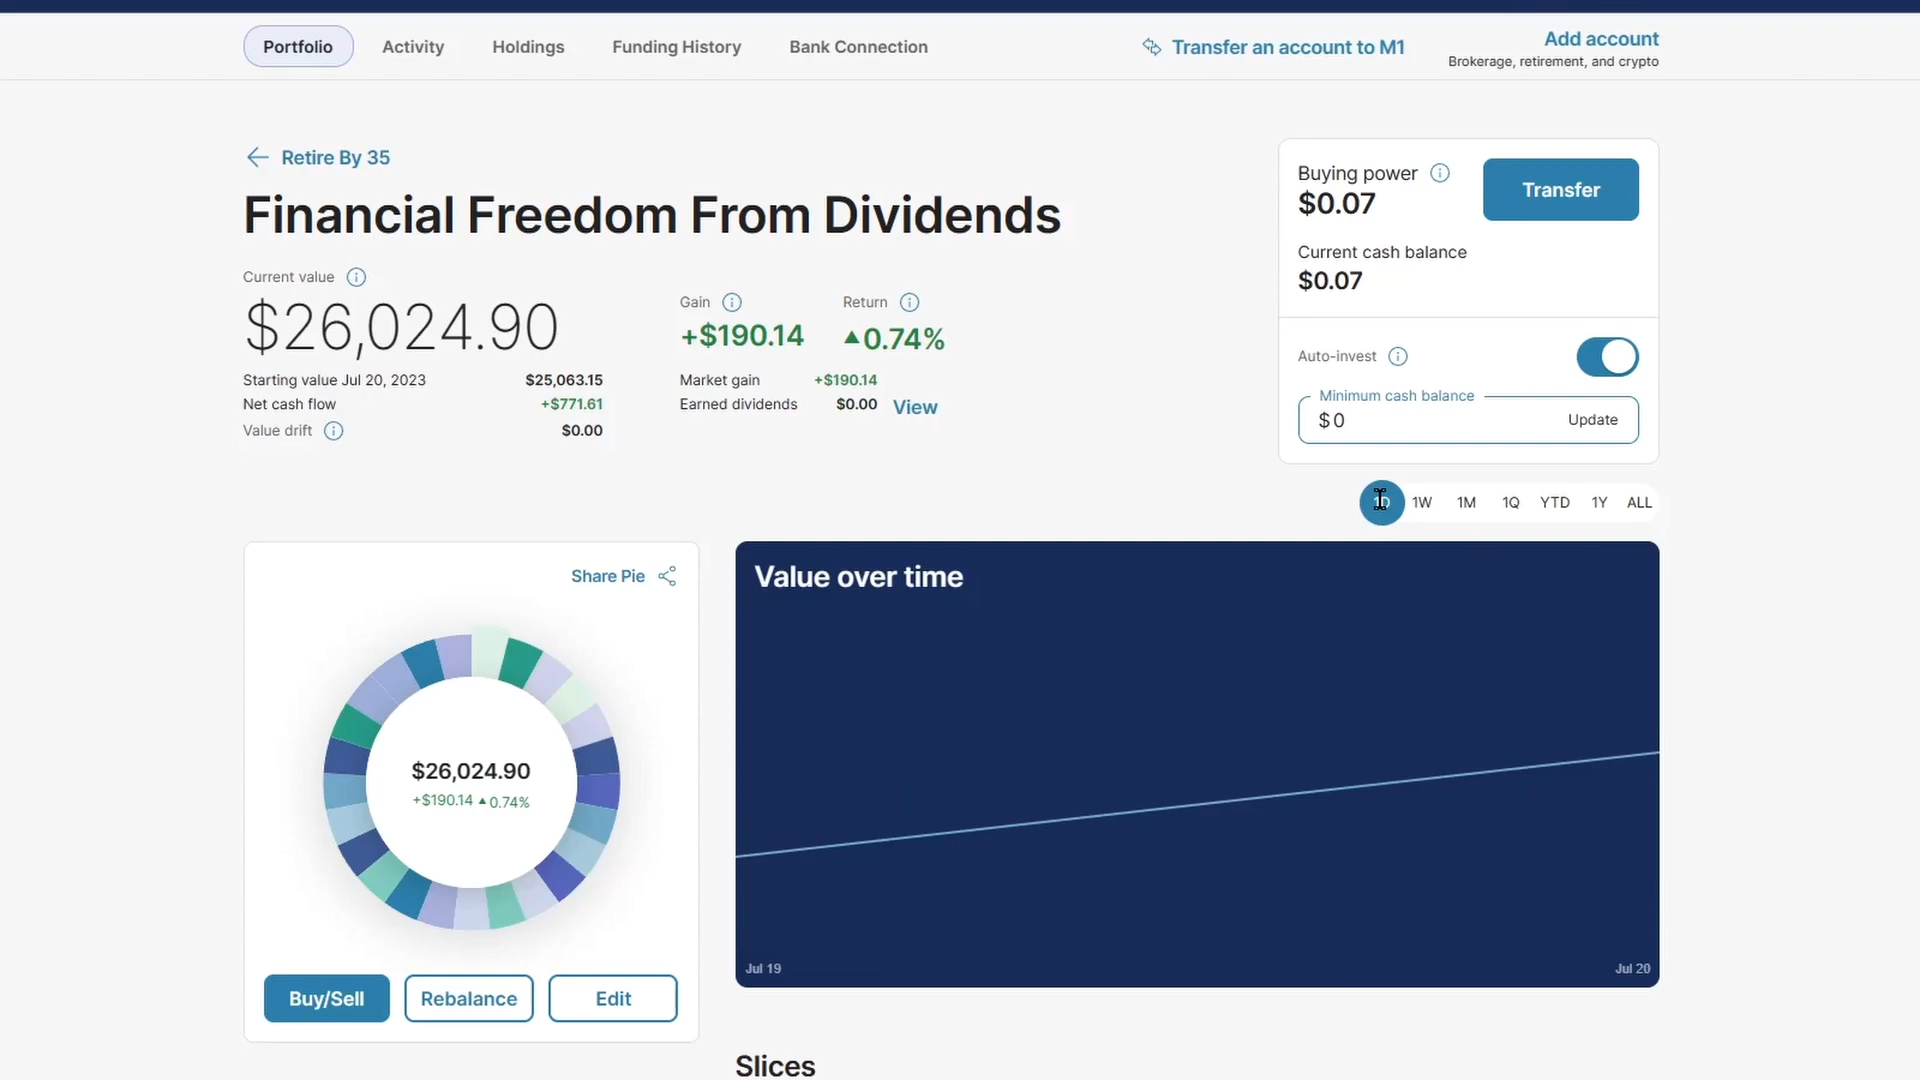 Portfolio Activity Holdings Funding History Bank Connection Transfer an account to M1 Add account
Brokerage, retirement, and crypto
Retire By 35
Financial Freedom From Dividends
Current value
$26,024.90
Gain Return
+$190.14 ▲0.74%
Starting value Jul 20, 2023 $25,063.15
Net cash flow +$771.61
Value drift $0.00
Market gain +$190.14
Earned dividends $0.00 View
Buying power
$0.07
Transfer
Current cash balance
$0.07
Auto-invest
Minimum cash balance
$0 Update
1D 1W 1M 1Q YTD 1Y ALL
Share Pie
$26,024.90
+$190.14 ▲0.74%
Buy/Sell Rebalance Edit
Value over time
Jul 19 Jul 20
Slices